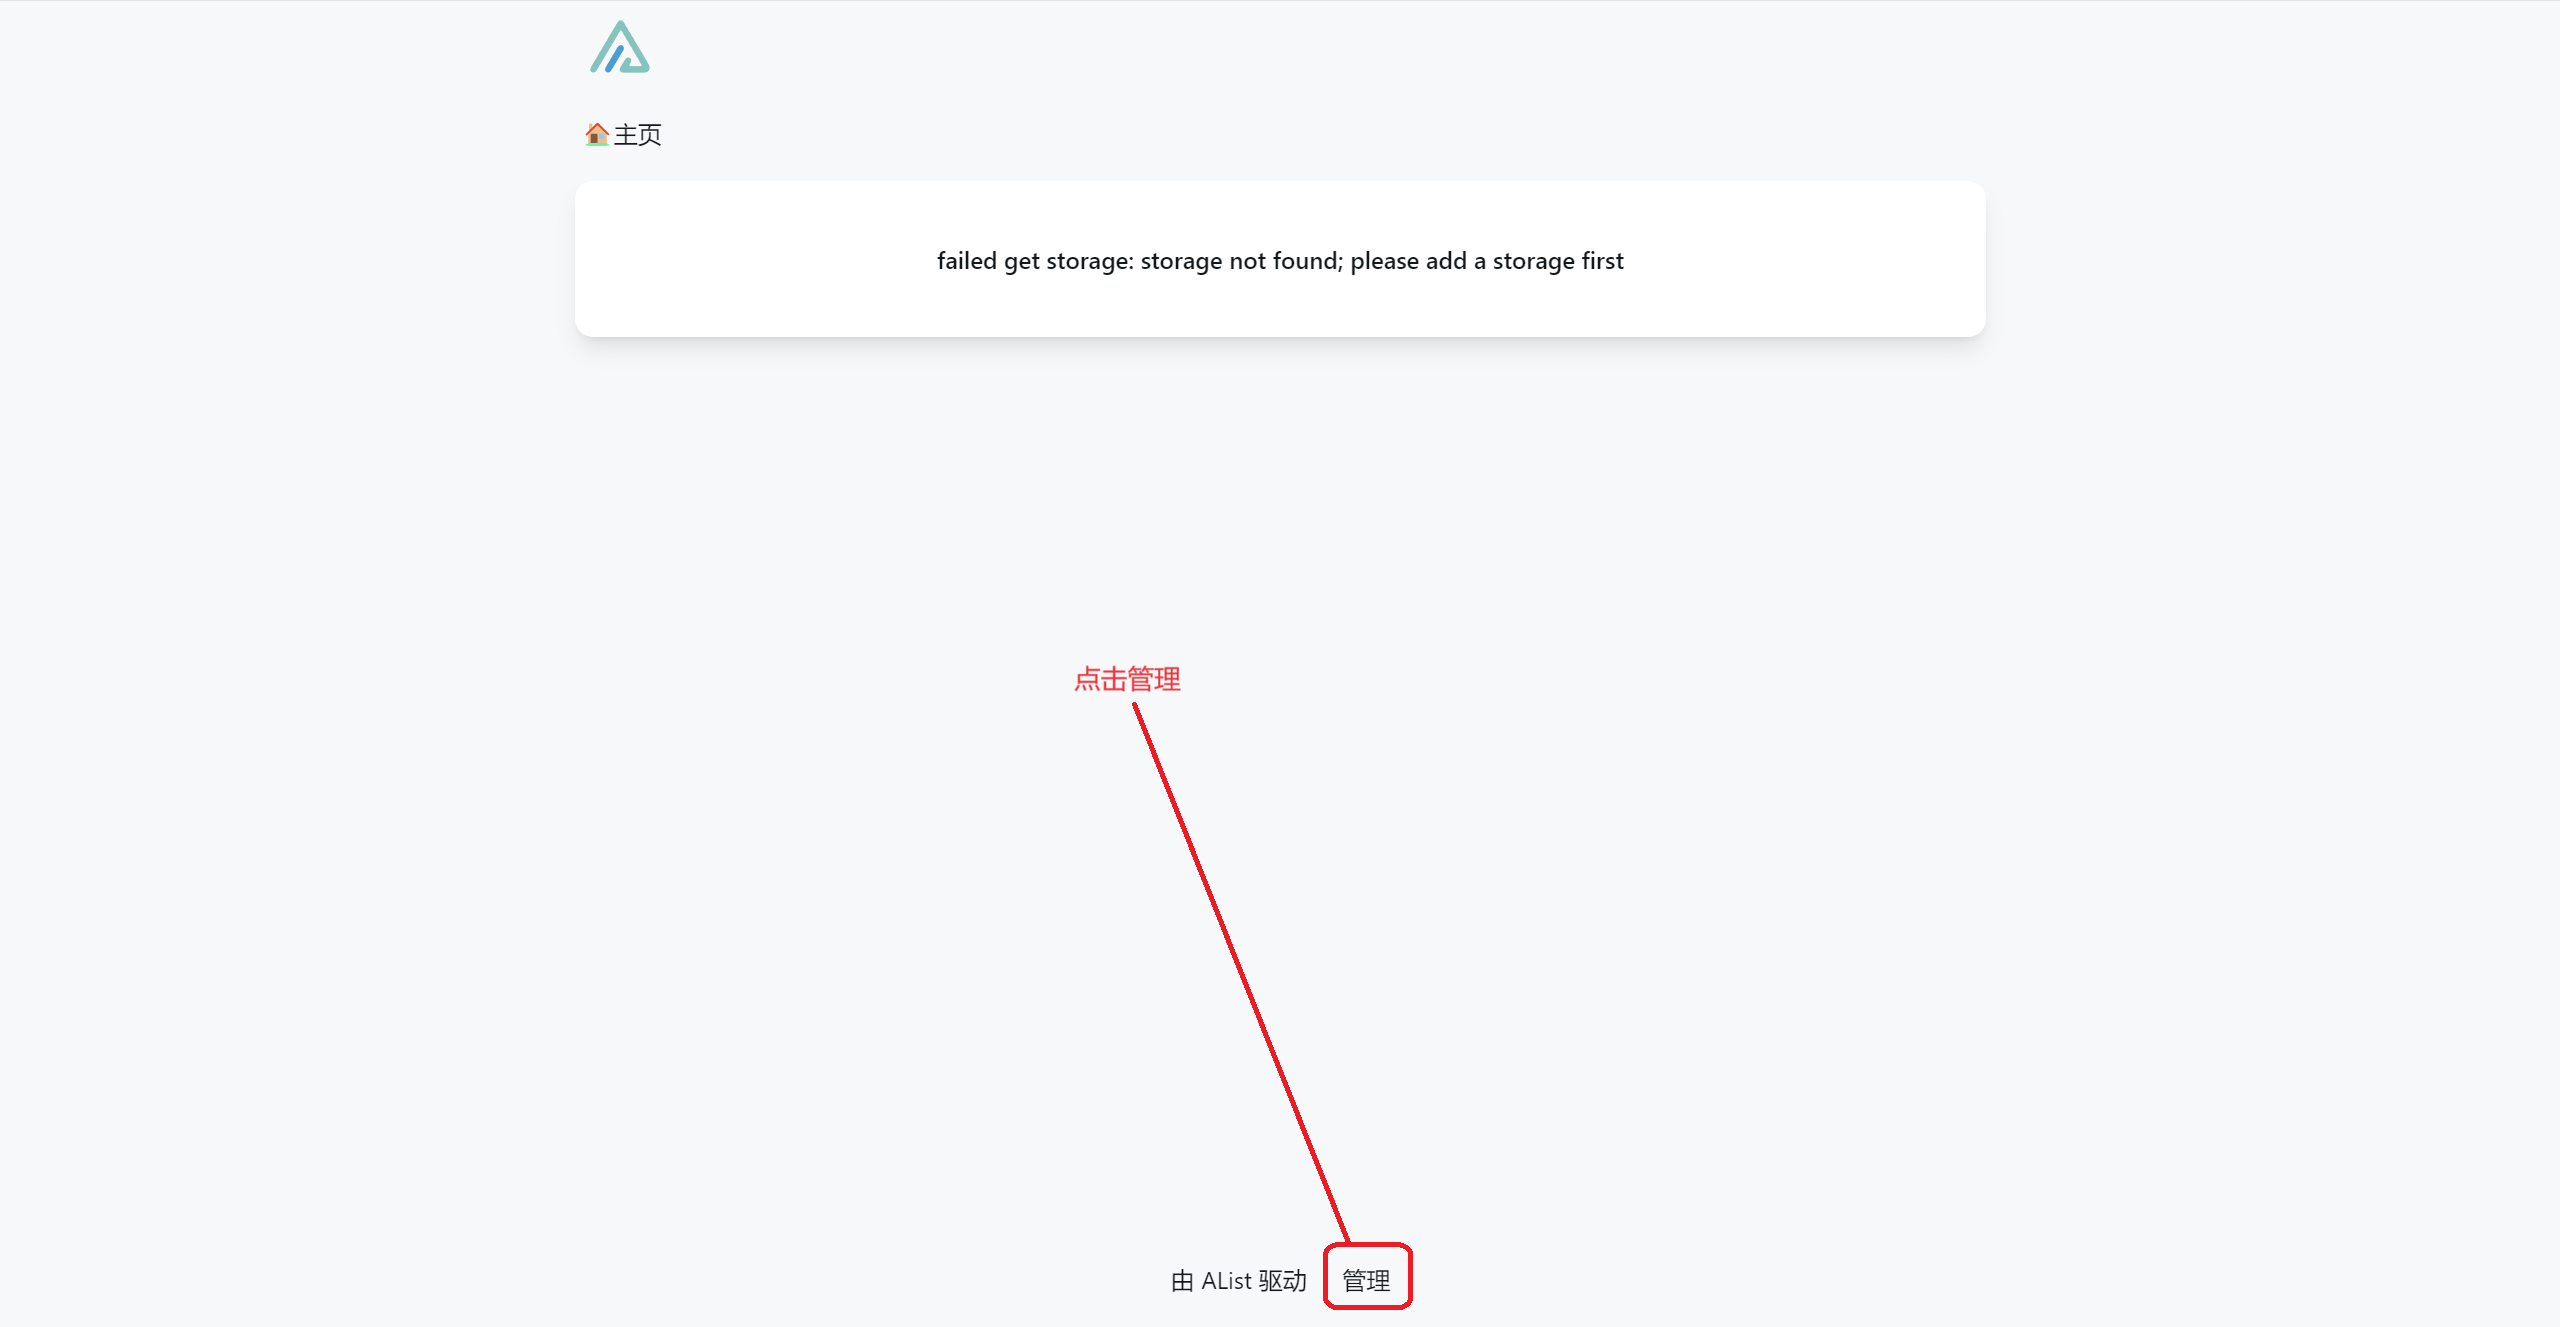 主页
failed get storage: storage not found; please add a storage first
点击管理
由 AList 驱动 管理